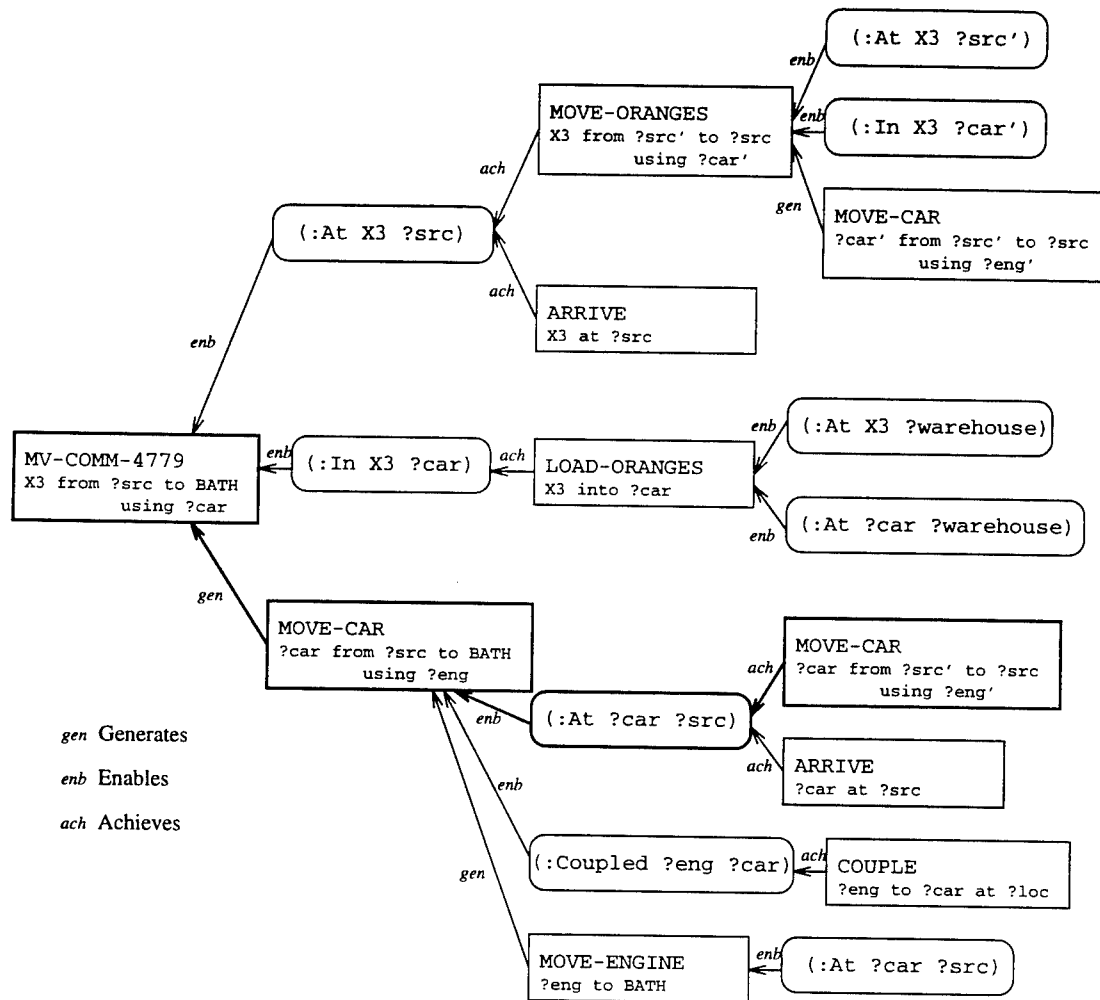 (:At X3 ?src')
enb
MOVE-ORANGES
X3 from ?src' to ?src
using ?car'
enb
(:In X3 ?car')
ach
gen
MOVE-CAR
?car' from ?src' to ?src
using ?eng'
(:At X3 ?src)
ach
ARRIVE
X3 at ?src
enb
MV-COMM-4779
X3 from ?src to BATH
using ?car
enb
(:In X3 ?car)
ach
LOAD-ORANGES
X3 into ?car
enb
(:At X3 ?warehouse)
enb
(:At ?car ?warehouse)
gen
MOVE-CAR
?car from ?src to BATH
using ?eng
enb
(:At ?car ?src)
ach
MOVE-CAR
?car from ?src' to ?src
using ?eng'
ach
ARRIVE
?car at ?src
enb
(:Coupled ?eng ?car)
ach
COUPLE
?eng to ?car at ?loc
gen
MOVE-ENGINE
?eng to BATH
enb
(:At ?car ?src)
gen Generates
enb Enables
ach Achieves